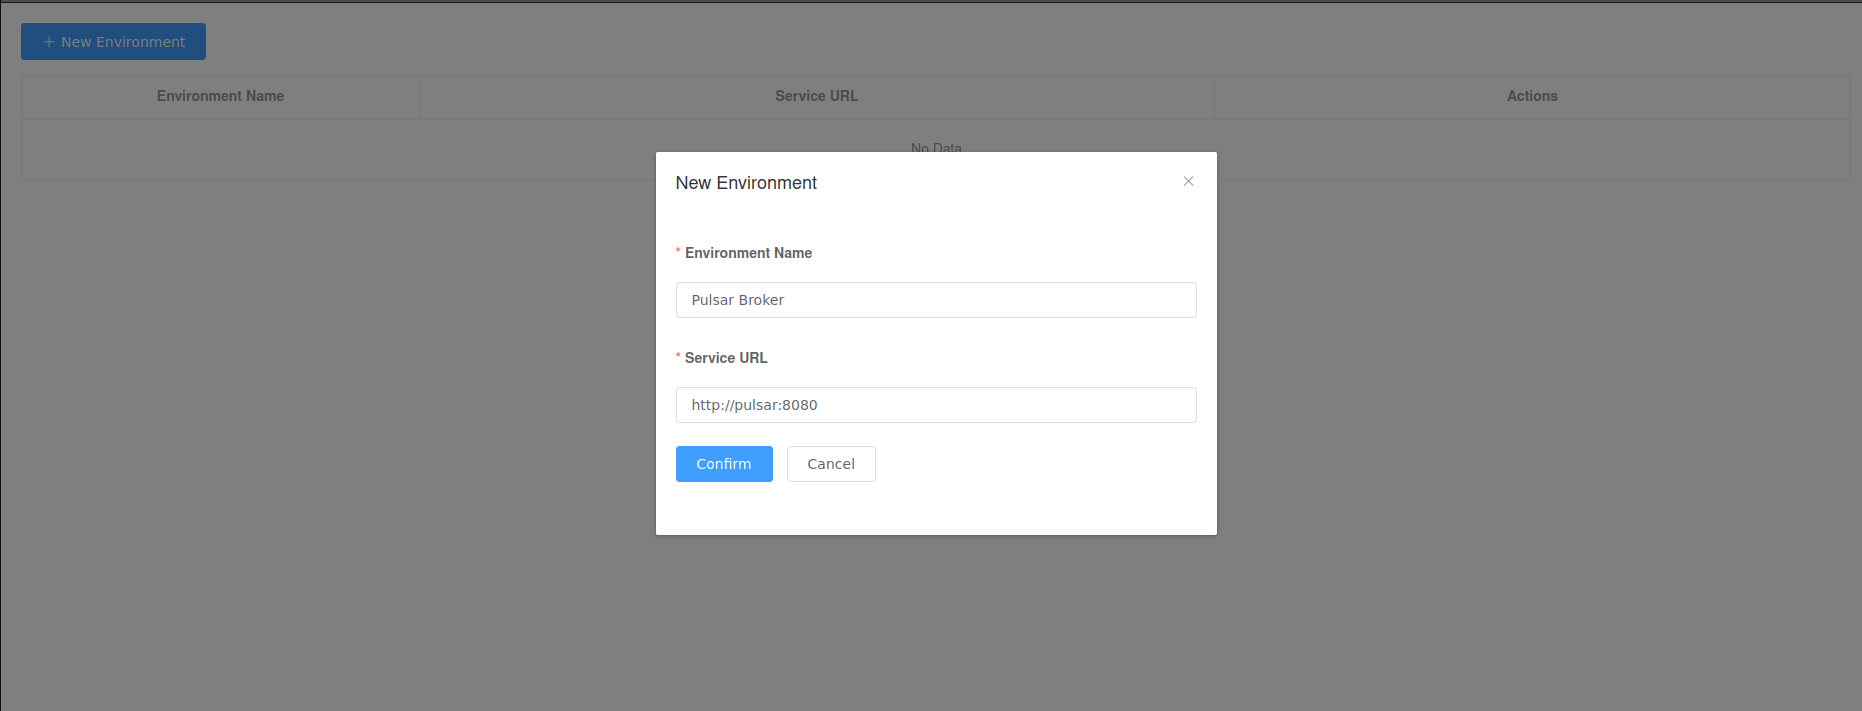 + New Environment
Environment Name Service URL Actions
No Data
New Environment
* Environment Name
Pulsar Broker
* Service URL
http://pulsar:8080
Confirm Cancel